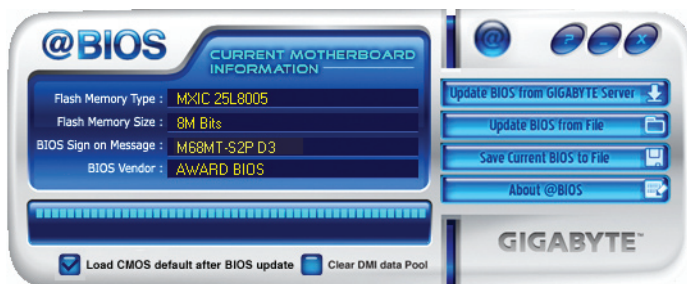 @BIOS
CURRENT MOTHERBOARD
INFORMATION
Flash Memory Type : MXIC 25L8005
Flash Memory Size : 8M Bits
BIOS Sign on Message : M68MT-S2P D3
BIOS Vendor : AWARD BIOS
Load CMOS default after BIOS update
Clear DMI data Pool
@ ? _ X
Update BIOS from GIGABYTE Server
Update BIOS from File
Save Current BIOS to File
About @BIOS
GIGABYTE™